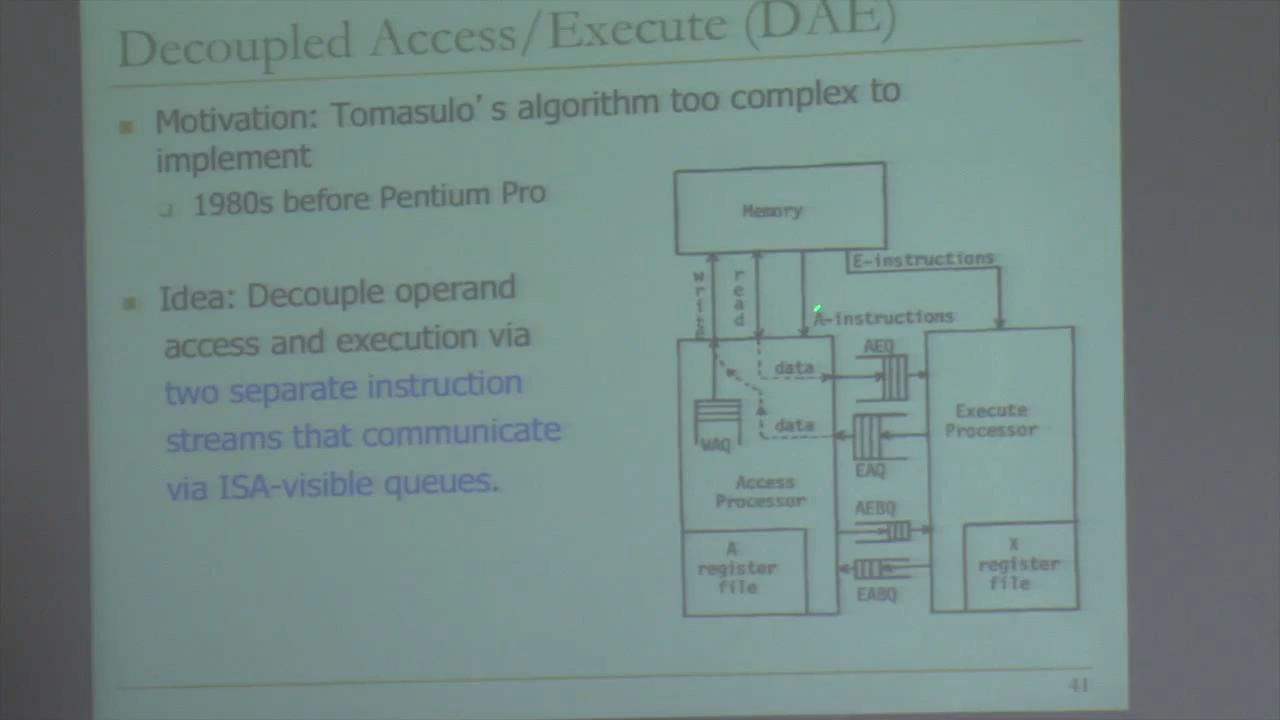 Decoupled Access/Execute (DAE)
Motivation: Tomasulo's algorithm too complex to
implement
1980s before Pentium Pro
Idea: Decouple operand
access and execution via
two separate instruction
streams that communicate
via ISA-visible queues.
Memory
write
read
E-instructions
A-instructions
AEQ
data
Execute
Processor
data
WAQ
EAQ
Access
Processor
AEBQ
A
register
file
X
register
file
EABQ
41